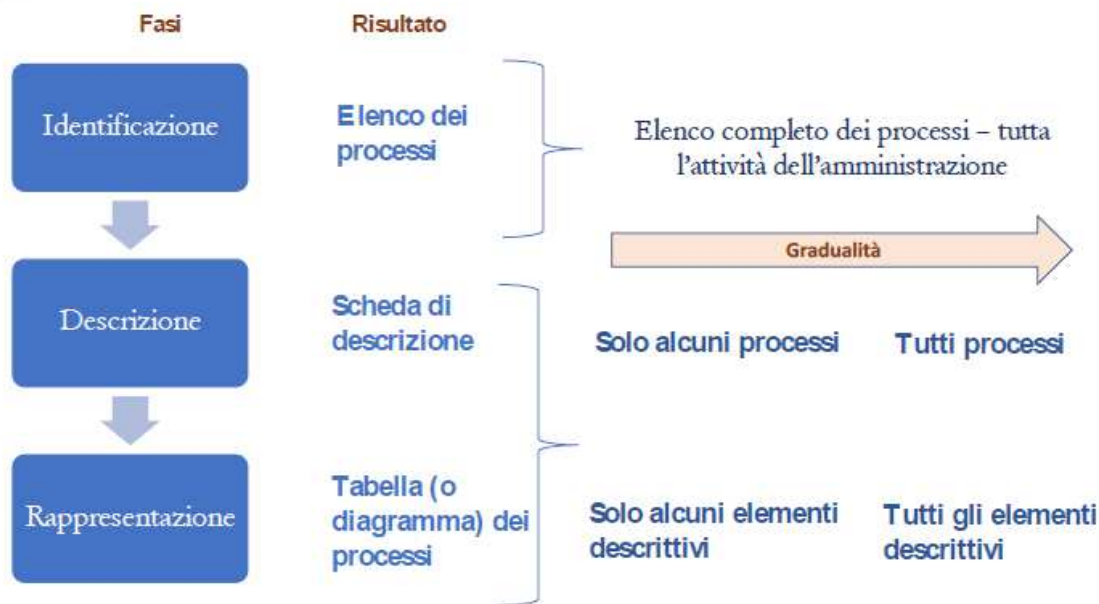 Fasi
Risultato
Identificazione
Elenco dei
processi
Elenco completo dei processi – tutta
l'attività dell'amministrazione
Gradualità
Descrizione
Scheda di
descrizione
Solo alcuni processi
Tutti processi
Rappresentazione
Tabella (o
diagramma) dei
processi
Solo alcuni elementi
descrittivi
Tutti gli elementi
descrittivi